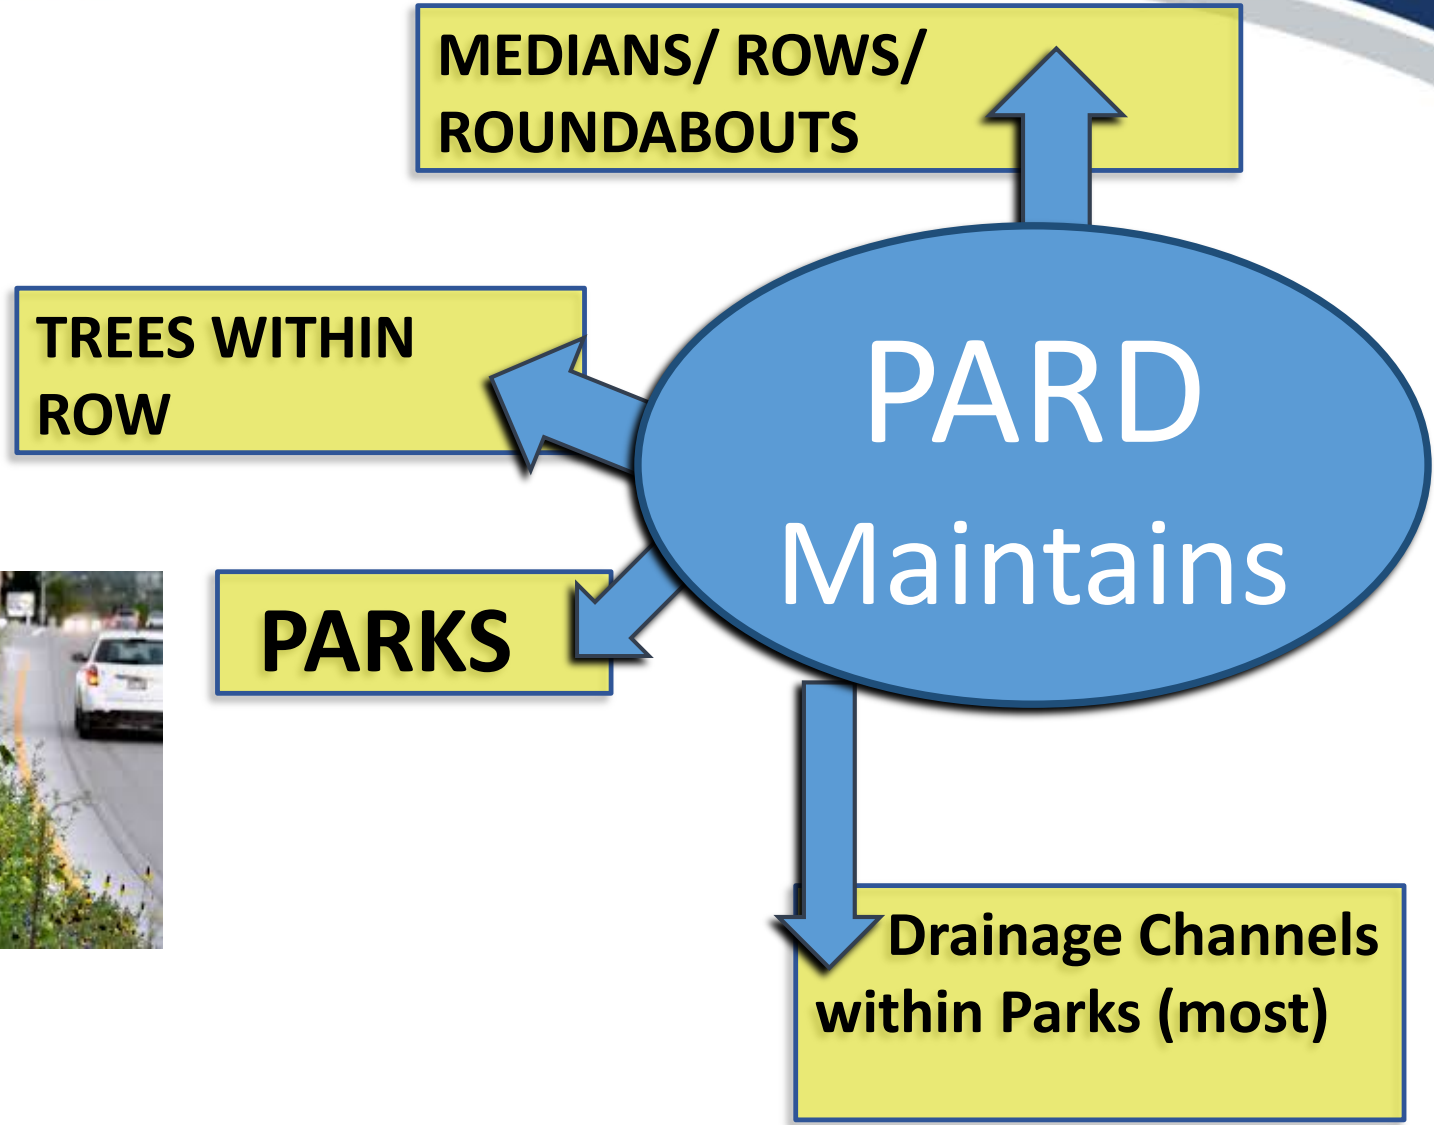 MEDIANS/ ROWS/
ROUNDABOUTS
TREES WITHIN
ROW
PARD
Maintains
PARKS
Drainage Channels
within Parks (most)